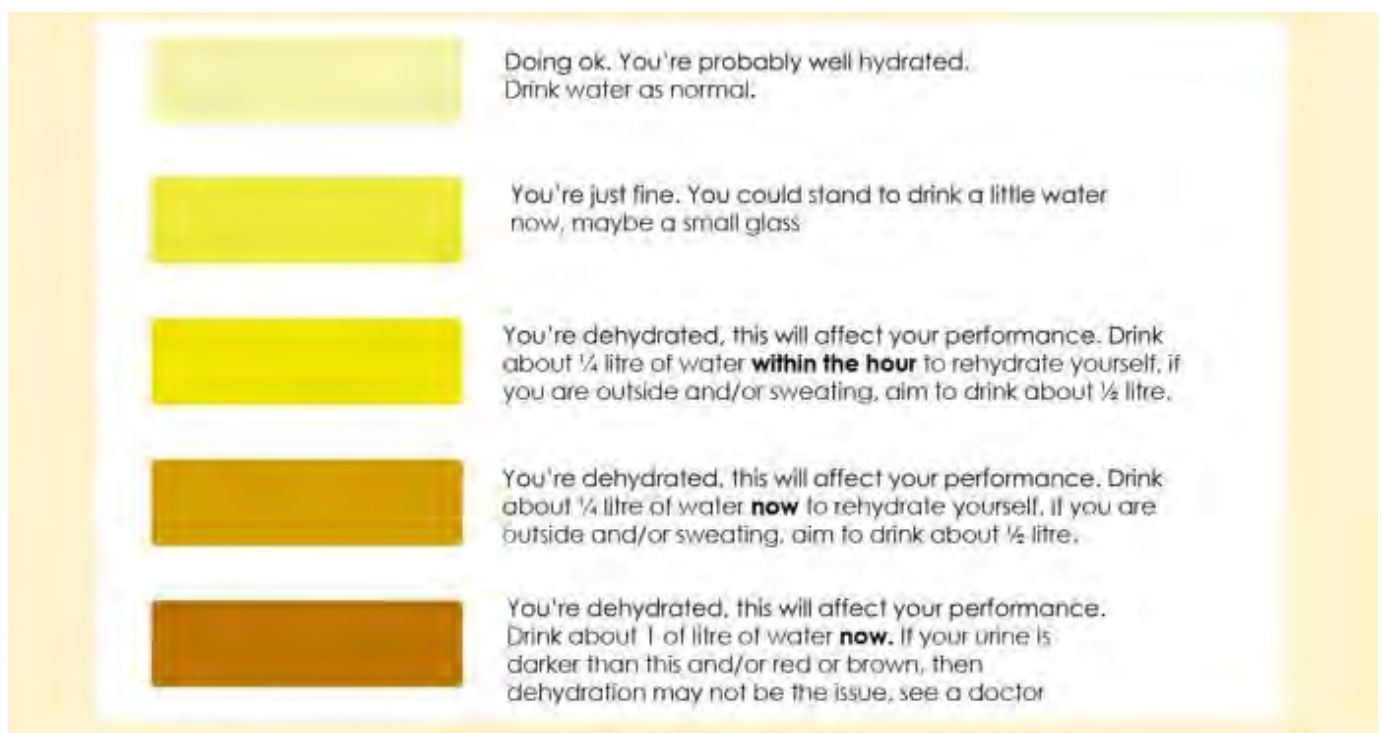 Doing ok. You're probably well hydrated.
Drink water as normal.
You're just fine. You could stand to drink a little water
now, maybe a small glass
You're dehydrated, this will affect your performance. Drink
about ¼ litre of water within the hour to rehydrate yourself, if
you are outside and/or sweating, aim to drink about ½ litre.
You're dehydrated, this will affect your performance. Drink
about ¼ litre of water now to rehydrate yourself, if you are
outside and/or sweating, aim to drink about ½ litre.
You're dehydrated, this will affect your performance.
Drink about 1 of litre of water now. If your urine is
darker than this and/or red or brown, then
dehydration may not be the issue, see a doctor